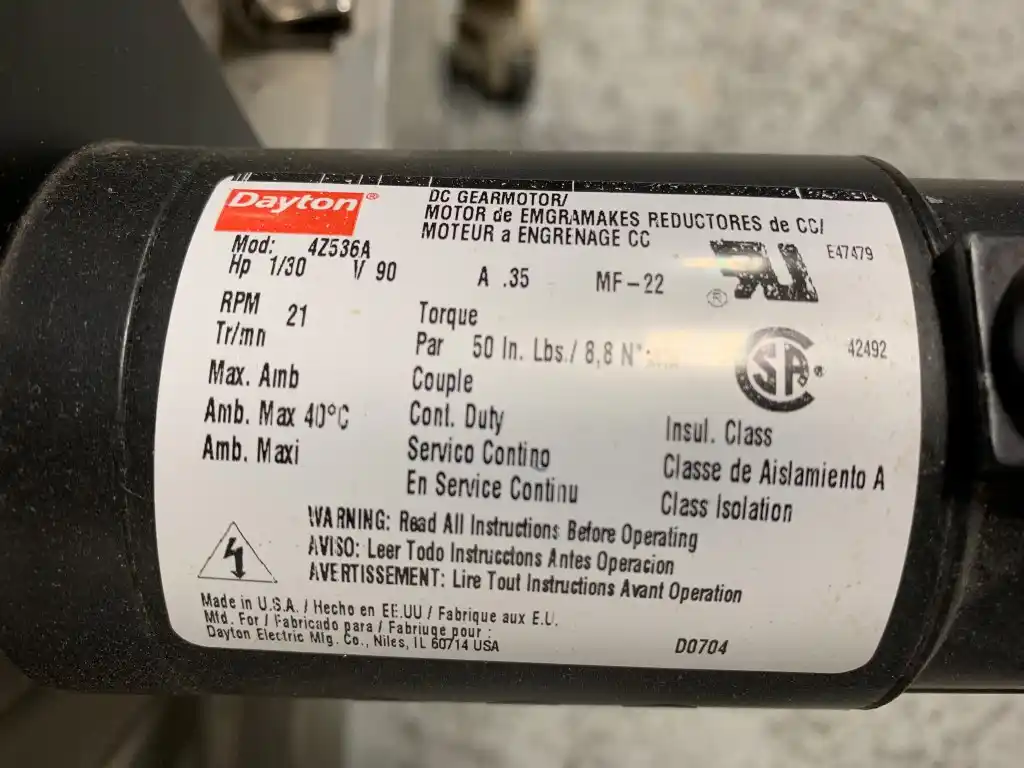 Dayton®
DC GEARMOTOR/
MOTOR de EMGRAMAKES REDUCTORES de CC/
MOTEUR a ENGRENAGE CC
Mod: 4Z536A
Hp 1/30 V 90 A .35 MF-22
E47479
RPM 21
Tr/mn
Torque
Par 50 In. Lbs./ 8,8 N
Couple
SA
42492
Max. Amb
Amb. Max 40°C
Amb. Maxi
Cont. Duty
Servico Contino
En Service Continu
Insul. Class
Classe de Aislamiento A
Class Isolation
WARNING: Read All Instructions Before Operating
AVISO: Leer Todo Instrucctons Antes Operacion
AVERTISSEMENT: Lire Tout Instructions Avant Operation
Made in U.S.A. / Hecho en EE.UU / Fabrique aux E.U.
Mfd. For / Fabricado para / Fabriuge pour :
Dayton Electric Mfg. Co., Niles, IL 60714 USA
D0704